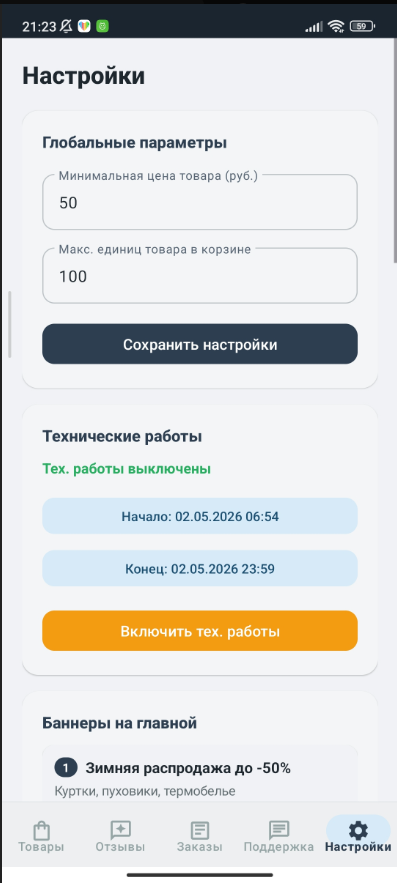 21:23
59
Настройки
Глобальные параметры
Минимальная цена товара (руб.)
50
Макс. единиц товара в корзине
100
Сохранить настройки
Технические работы
Тех. работы выключены
Начало: 02.05.2026 06:54
Конец: 02.05.2026 23:59
Включить тех. работы
Баннеры на главной
1 Зимняя распродажа до -50%
Куртки, пуховики, термобелье
Товары Отзывы Заказы Поддержка Настройки